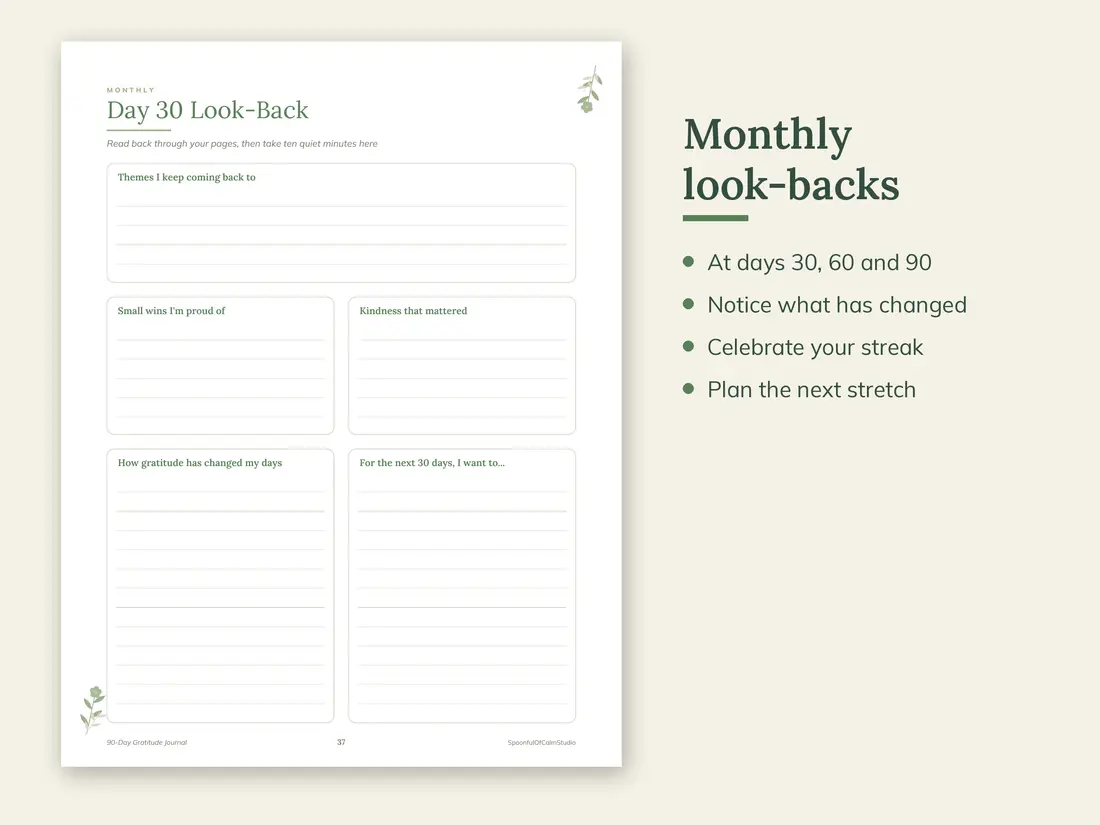 MONTHLY
Day 30 Look-Back
Read back through your pages, then take ten quiet minutes here
Themes I keep coming back to
Small wins I'm proud of
Kindness that mattered
How gratitude has changed my days
For the next 30 days, I want to...
90-Day Gratitude Journal
37
SpoonfulOfCalmStudio
Monthly
look-backs
At days 30, 60 and 90
Notice what has changed
Celebrate your streak
Plan the next stretch